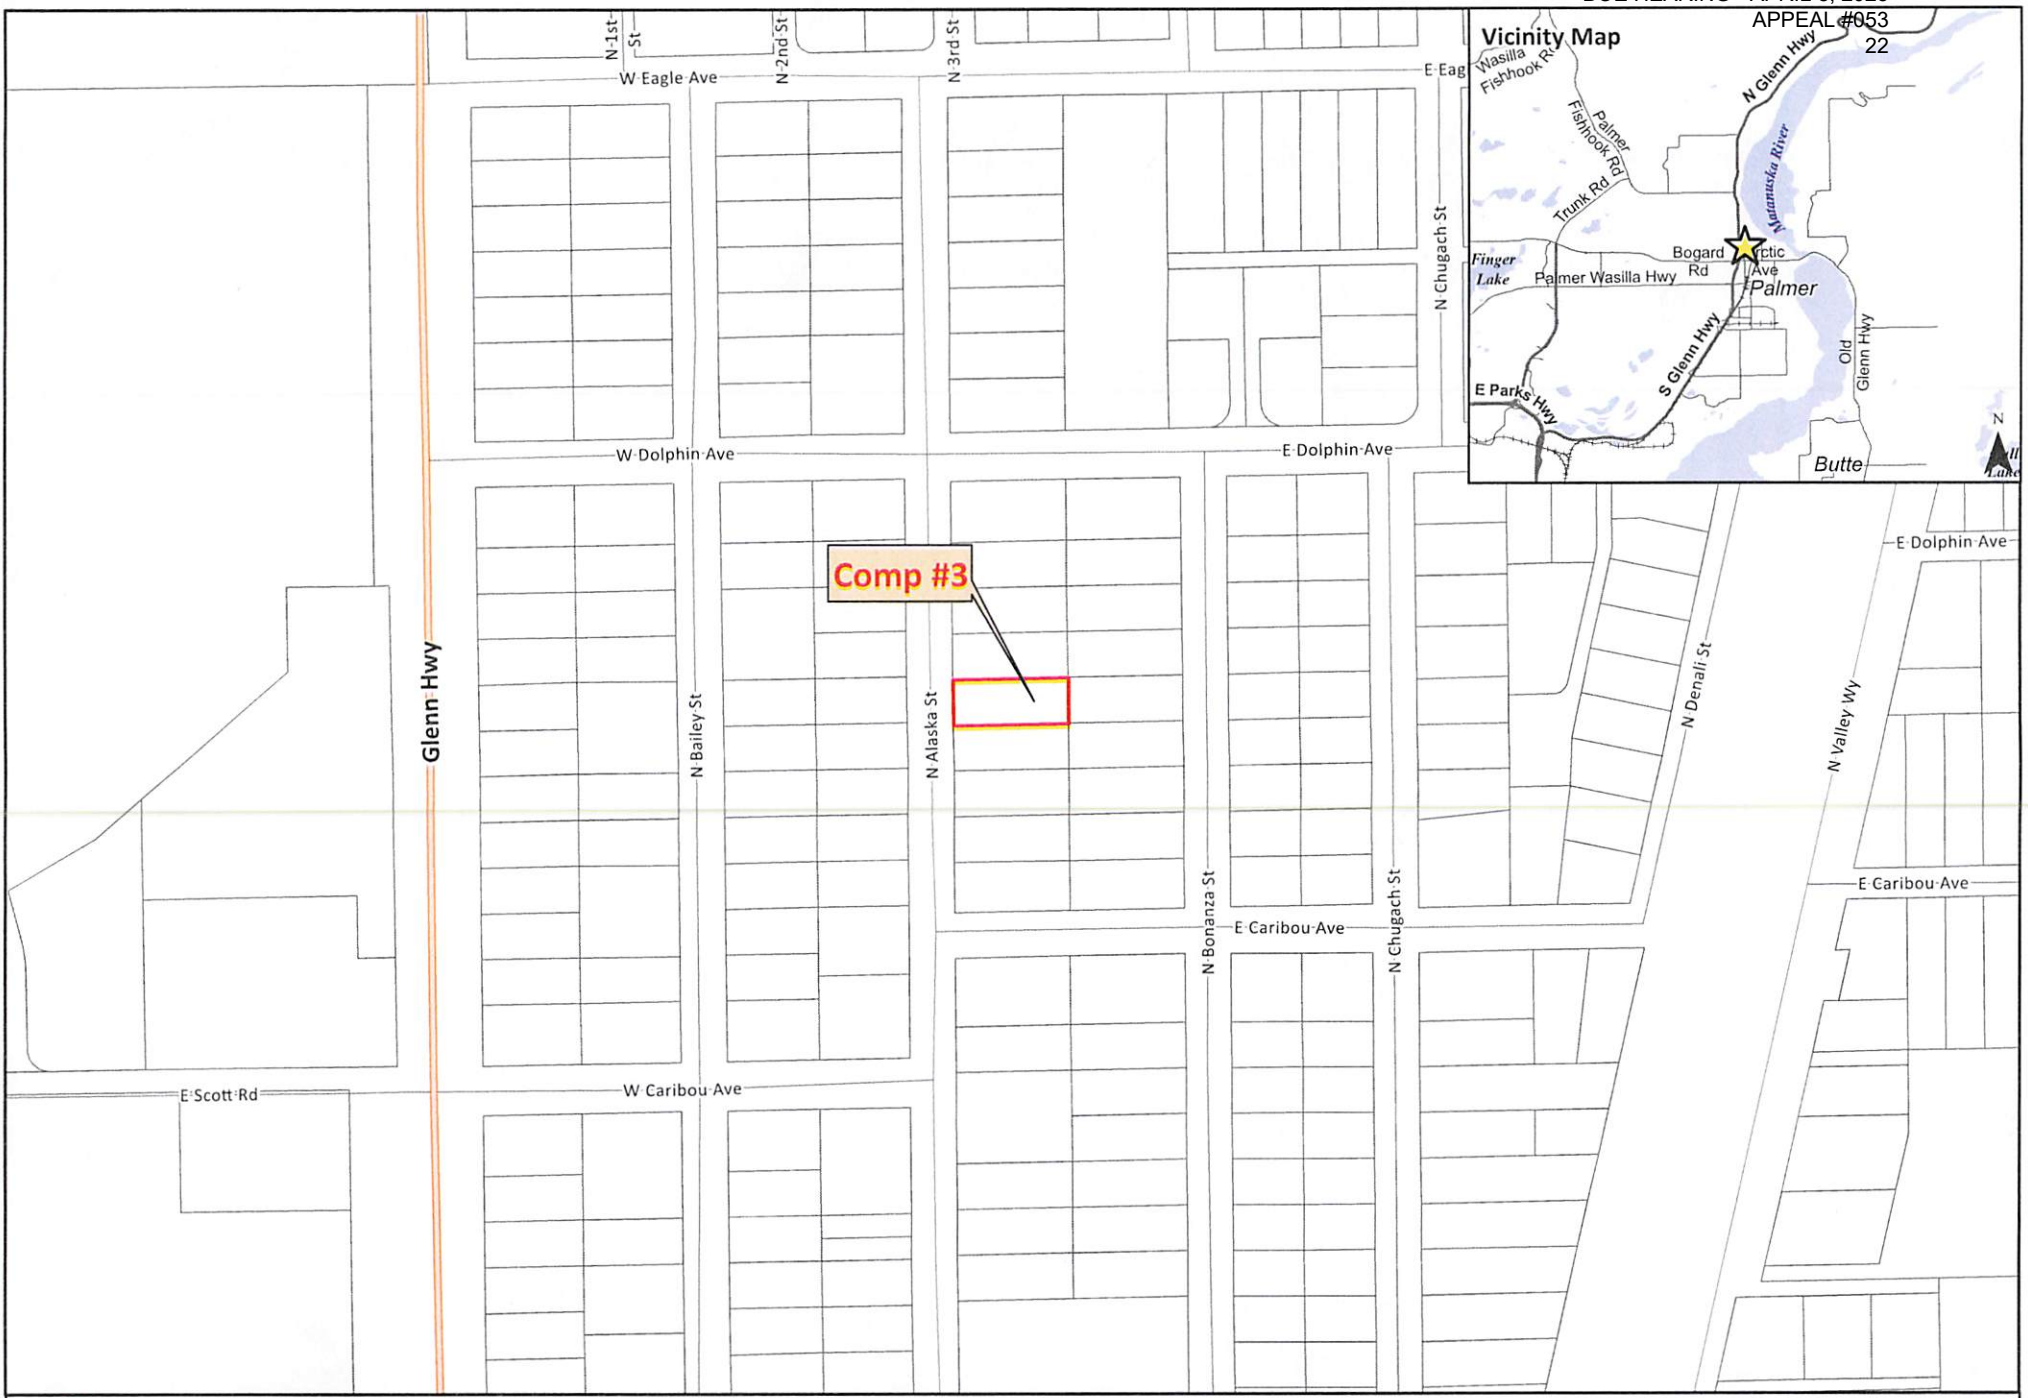 APPEAL #053
22
Vicinity Map
Wasilla
Fishhook Rd
Palmer
Fishhook Rd
Trunk Rd
N Glenn Hwy
Matanuska River
Finger
Lake
Bogard
Rd
Ave
Palmer Wasilla Hwy
Palmer
S Glenn Hwy
Old
Glenn Hwy
E Parks Hwy
Butte
N
Lake
N 1st
St
N 2nd St
N 3rd St
W Eagle Ave
E Eag
N Chugach St
W Dolphin Ave
E Dolphin Ave
E Dolphin Ave
Comp #3
Glenn Hwy
N Bailey St
N Alaska St
N Denali St
N Valley Wy
N Bonanza St
N Chugach St
E Caribou Ave
E Caribou Ave
E Scott Rd
W Caribou Ave